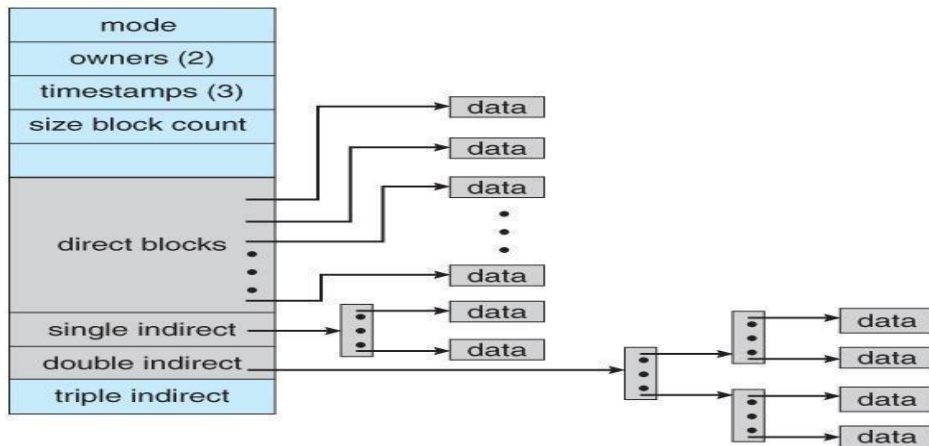 mode
owners (2)
timestamps (3)
size block count
direct blocks
single indirect
double indirect
triple indirect
data
data
data
data
data
data
data
data
data
data